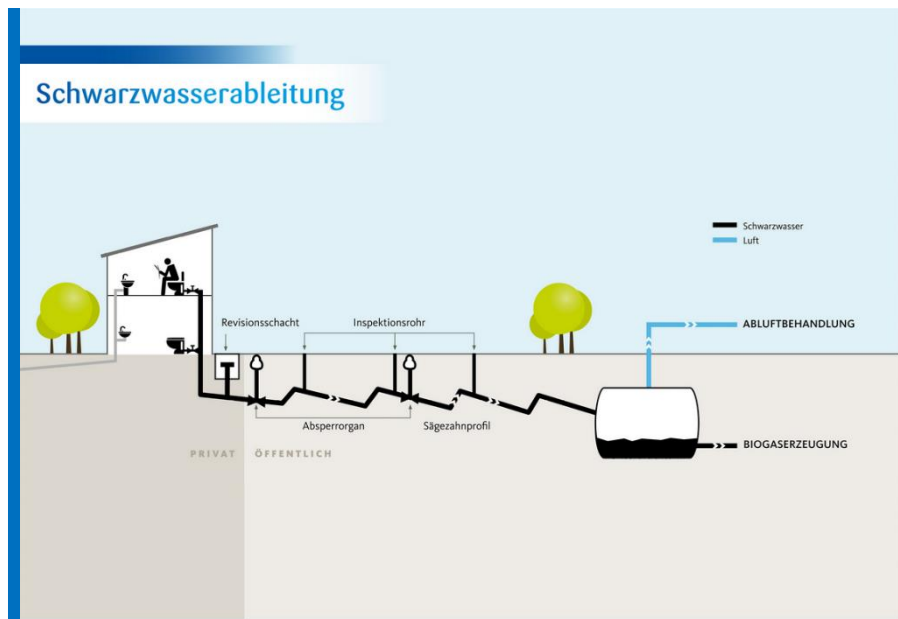 Schwarzwasserableitung
Schwarzwasser
Luft
Revisionsschacht
Inspektionsrohr
ABLUFTBEHANDLUNG
Absperrorgan
Sägezahnprofil
BIOGASERZEUGUNG
PRIVAT
ÖFFENTLICH